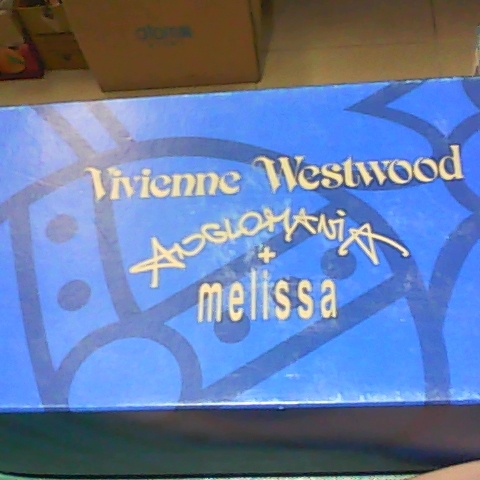 Vivienne Westwood
ANGLOMANIA
+
melissa